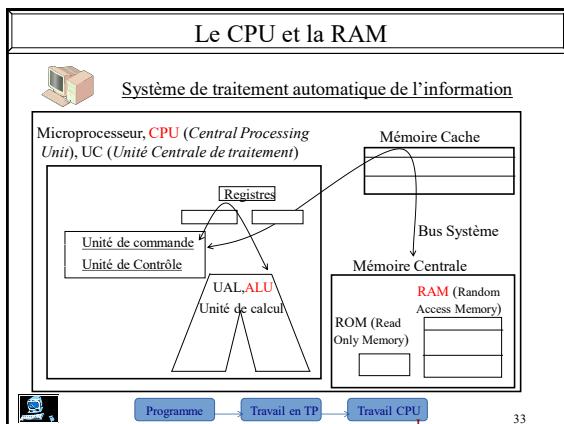 Le CPU et la RAM
Système de traitement automatique de l'information
Microprocesseur, CPU (Central Processing
Unit), UC (Unité Centrale de traitement)
Registres
Unité de commande
Unité de Contrôle
UAL,ALU
Unité de calcul
Mémoire Cache
Bus Système
Mémoire Centrale
RAM (Random
Access Memory)
ROM (Read
Only Memory)
Programme
Travail en TP
Travail CPU
33